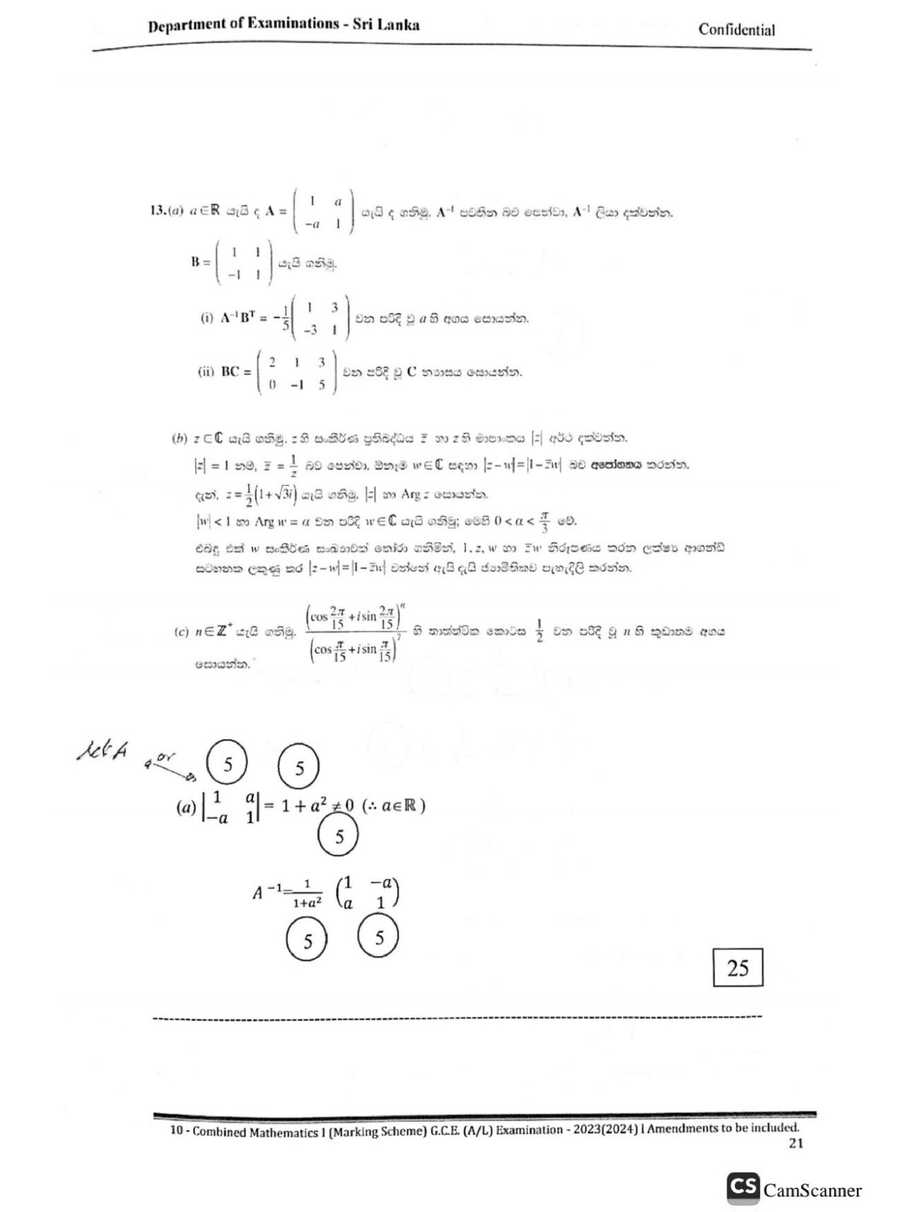 Department of Examinations - Sri Lanka
Confidential
13.(a) a∈ℝ යැයි ද A = ( 1 a ; −a 1 ) යැයි ද ගනිමු. A⁻¹ පවතින බව පෙන්වා, A⁻¹ ලියා දක්වන්න.
B = ( 1 1 ; −1 1 ) යැයි ගනිමු.
(i) A⁻¹Bᵀ = −1/5 ( 1 3 ; −3 1 ) වන පරිදි වූ a හි අගය සොයන්න.
(ii) BC = ( 2 1 3 ; 0 −1 5 ) වන පරිදි වූ C න්‍යාසය සොයන්න.
(b) z ∈ ℂ යැයි ගනිමු. z හි සංකීර්ණ ප්‍රතිබද්ධය z̅ හා z හි මාපාංකය |z| අර්ථ දක්වන්න.
|z| = 1 නම්, z̅ = 1/z බව පෙන්වා, ඕනෑම w∈ℂ සඳහා |z−w|=|1−z̅w| බව අපෝහනය කරන්න.
දැන්, z = 1/2(1+√3i) යැයි ගනිමු. |z| හා Arg z සොයන්න.
|w| < 1 හා Arg w = α වන පරිදි w∈ℂ යැයි ගනිමු; මෙහි 0 < α < π/3 වේ.
එබඳු එක් w සංකීර්ණ සංඛ්‍යාවක් තෝරා ගනිමින්, 1, z, w හා z̅w නිරූපණය කරන ලක්ෂ්‍ය ආගන්ඩ්
සටහනක ලකුණු කර |z−w|=|1−z̅w| වන්නේ ඇයි දැයි ජ්‍යාමිතිකව පැහැදිලි කරන්න.
(c) n∈ℤ⁺ යැයි ගනිමු. (cos 2π/15 + i sin 2π/15)ⁿ / (cos π/15 + i sin π/15)⁷ හි තාත්ත්වික කොටස 1/2 වන පරිදි වූ n හි කුඩාතම අගය
සොයන්න.
det A or
5 5
(a) |1 a ; −a 1| = 1 + a² ≠ 0 (∴ a∈ℝ )
5
A⁻¹= 1/1+a² (1 −a ; a 1)
5 5
25
10 - Combined Mathematics I (Marking Scheme) G.C.E. (A/L) Examination - 2023(2024) I Amendments to be included.
21
CS CamScanner